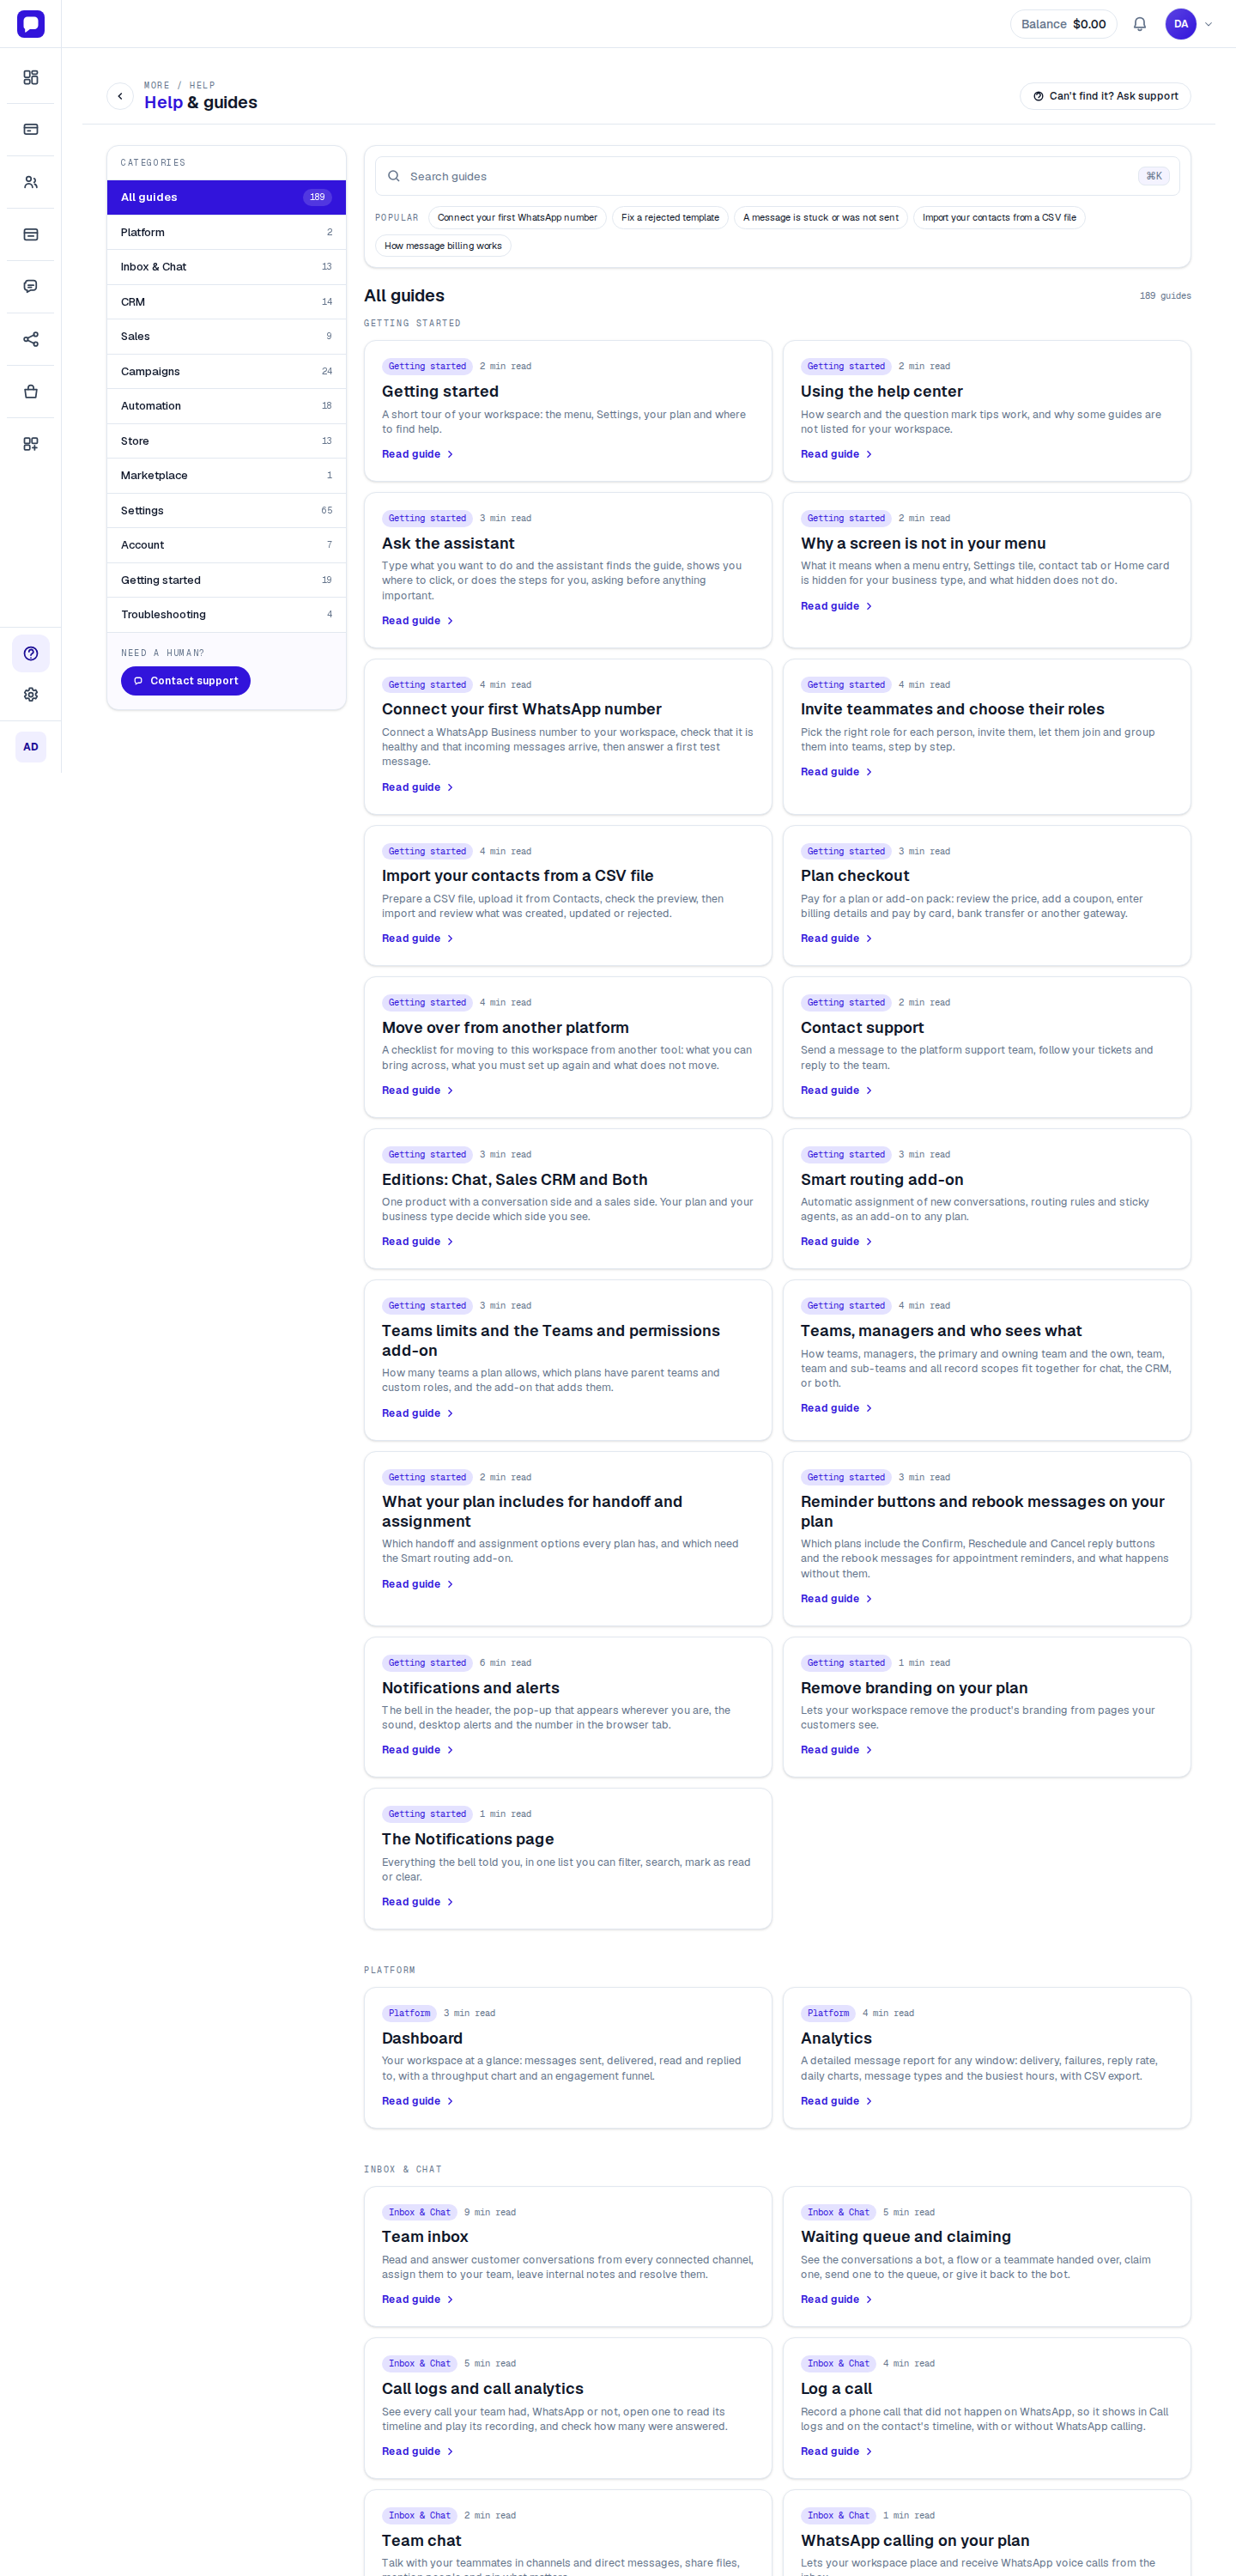 Balance $0.00
DA
MORE / HELP
Help & guides
Can't find it? Ask support
CATEGORIES
All guides 189
Platform 2
Inbox & Chat 13
CRM 14
Sales 9
Campaigns 24
Automation 18
Store 13
Marketplace 1
Settings 65
Account 7
Getting started 19
Troubleshooting 4
NEED A HUMAN?
Contact support
AD
Search guides
⌘K
POPULAR Connect your first WhatsApp number Fix a rejected template A message is stuck or was not sent Import your contacts from a CSV file
How message billing works
All guides
189 guides
GETTING STARTED
Getting started 2 min read
Getting started
A short tour of your workspace: the menu, Settings, your plan and where
to find help.
Read guide
Getting started 2 min read
Using the help center
How search and the question mark tips work, and why some guides are
not listed for your workspace.
Read guide
Getting started 3 min read
Ask the assistant
Type what you want to do and the assistant finds the guide, shows you
where to click, or does the steps for you, asking before anything
important.
Read guide
Getting started 2 min read
Why a screen is not in your menu
What it means when a menu entry, Settings tile, contact tab or Home card
is hidden for your business type, and what hidden does not do.
Read guide
Getting started 4 min read
Connect your first WhatsApp number
Connect a WhatsApp Business number to your workspace, check that it is
healthy and that incoming messages arrive, then answer a first test
message.
Read guide
Getting started 4 min read
Invite teammates and choose their roles
Pick the right role for each person, invite them, let them join and group
them into teams, step by step.
Read guide
Getting started 4 min read
Import your contacts from a CSV file
Prepare a CSV file, upload it from Contacts, check the preview, then
import and review what was created, updated or rejected.
Read guide
Getting started 3 min read
Plan checkout
Pay for a plan or add-on pack: review the price, add a coupon, enter
billing details and pay by card, bank transfer or another gateway.
Read guide
Getting started 4 min read
Move over from another platform
A checklist for moving to this workspace from another tool: what you can
bring across, what you must set up again and what does not move.
Read guide
Getting started 2 min read
Contact support
Send a message to the platform support team, follow your tickets and
reply to the team.
Read guide
Getting started 3 min read
Editions: Chat, Sales CRM and Both
One product with a conversation side and a sales side. Your plan and your
business type decide which side you see.
Read guide
Getting started 3 min read
Smart routing add-on
Automatic assignment of new conversations, routing rules and sticky
agents, as an add-on to any plan.
Read guide
Getting started 3 min read
Teams limits and the Teams and permissions
add-on
How many teams a plan allows, which plans have parent teams and
custom roles, and the add-on that adds them.
Read guide
Getting started 4 min read
Teams, managers and who sees what
How teams, managers, the primary and owning team and the own, team,
team and sub-teams and all record scopes fit together for chat, the CRM,
or both.
Read guide
Getting started 2 min read
What your plan includes for handoff and
assignment
Which handoff and assignment options every plan has, and which need
the Smart routing add-on.
Read guide
Getting started 3 min read
Reminder buttons and rebook messages on your
plan
Which plans include the Confirm, Reschedule and Cancel reply buttons
and the rebook messages for appointment reminders, and what happens
without them.
Read guide
Getting started 6 min read
Notifications and alerts
The bell in the header, the pop-up that appears wherever you are, the
sound, desktop alerts and the number in the browser tab.
Read guide
Getting started 1 min read
Remove branding on your plan
Lets your workspace remove the product's branding from pages your
customers see.
Read guide
Getting started 1 min read
The Notifications page
Everything the bell told you, in one list you can filter, search, mark as read
or clear.
Read guide
PLATFORM
Platform 3 min read
Dashboard
Your workspace at a glance: messages sent, delivered, read and replied
to, with a throughput chart and an engagement funnel.
Read guide
Platform 4 min read
Analytics
A detailed message report for any window: delivery, failures, reply rate,
daily charts, message types and the busiest hours, with CSV export.
Read guide
INBOX & CHAT
Inbox & Chat 9 min read
Team inbox
Read and answer customer conversations from every connected channel,
assign them to your team, leave internal notes and resolve them.
Read guide
Inbox & Chat 5 min read
Waiting queue and claiming
See the conversations a bot, a flow or a teammate handed over, claim
one, send one to the queue, or give it back to the bot.
Read guide
Inbox & Chat 5 min read
Call logs and call analytics
See every call your team had, WhatsApp or not, open one to read its
timeline and play its recording, and check how many were answered.
Read guide
Inbox & Chat 4 min read
Log a call
Record a phone call that did not happen on WhatsApp, so it shows in Call
logs and on the contact's timeline, with or without WhatsApp calling.
Read guide
Inbox & Chat 2 min read
Team chat
Talk with your teammates in channels and direct messages, share files,
Inbox & Chat 1 min read
WhatsApp calling on your plan
Lets your workspace place and receive WhatsApp voice calls from the